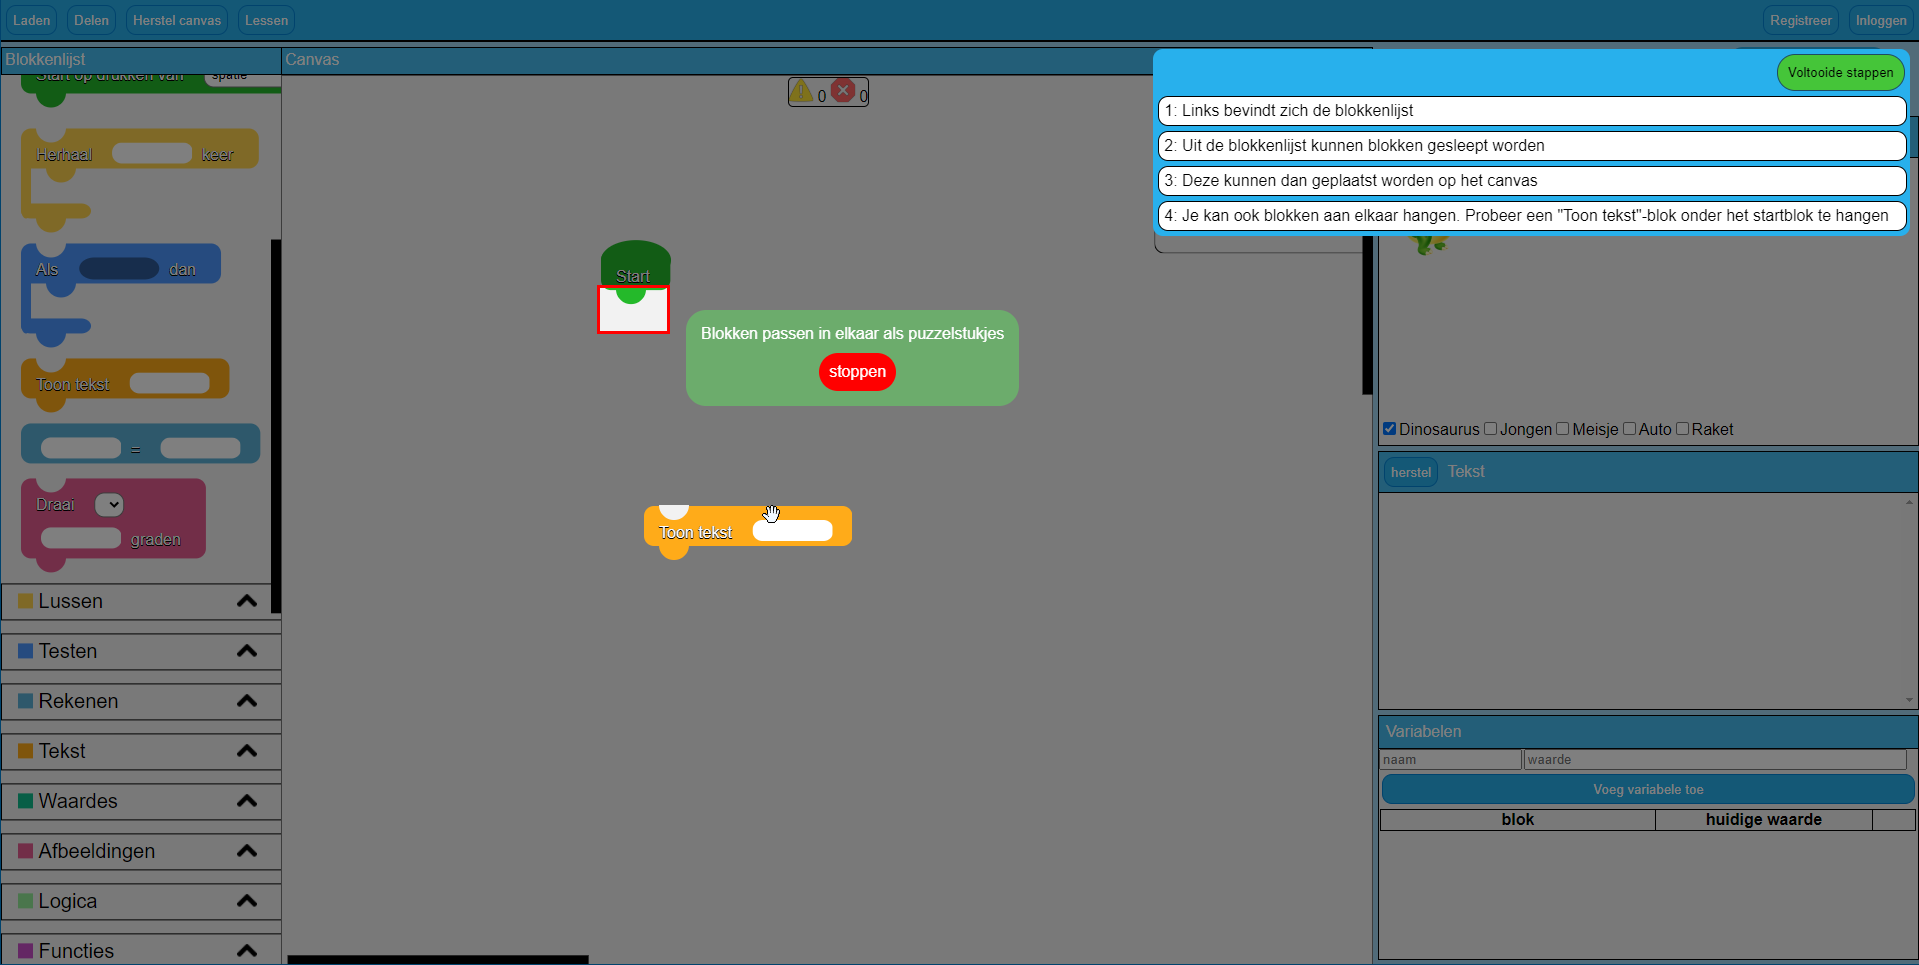 Laden
Delen
Herstel canvas
Lessen
Registreer
Inloggen
Blokkenlijst
Canvas
Start op drukken van spatie
0
0
Voltooide stappen
1: Links bevindt zich de blokkenlijst
2: Uit de blokkenlijst kunnen blokken gesleept worden
3: Deze kunnen dan geplaatst worden op het canvas
4: Je kan ook blokken aan elkaar hangen. Probeer een "Toon tekst"-blok onder het startblok te hangen
Herhaal keer
Als dan
Toon tekst
=
Draai
graden
Start
Blokken passen in elkaar als puzzelstukjes
stoppen
Toon tekst
Dinosaurus Jongen Meisje Auto Raket
herstel Tekst
Lussen
Testen
Rekenen
Tekst
Waardes
Afbeeldingen
Logica
Functies
Variabelen
naam waarde
Voeg variabele toe
blok huidige waarde